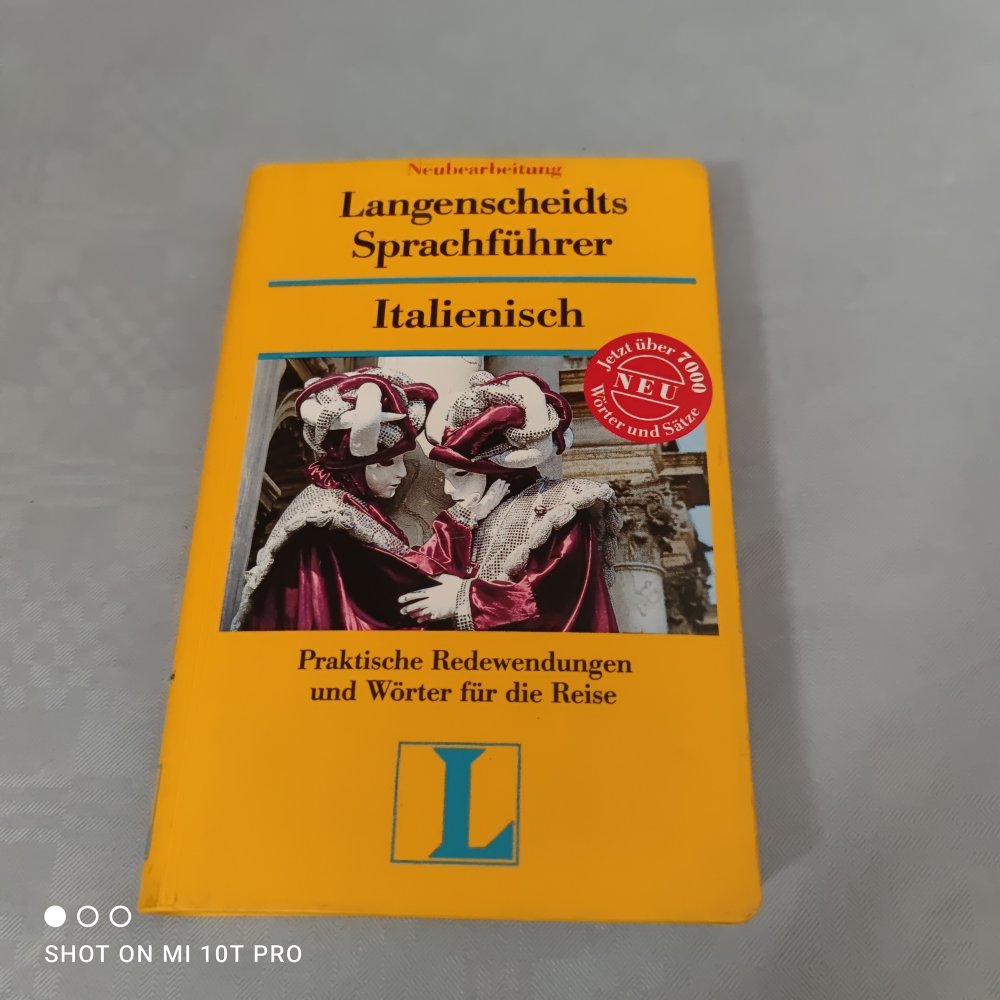 Neubearbeitung
Langenscheidts
Sprachführer
Italienisch
Jetzt über 7000
NEU
Wörter und Sätze
Praktische Redewendungen
und Wörter für die Reise
L
SHOT ON MI 10T PRO